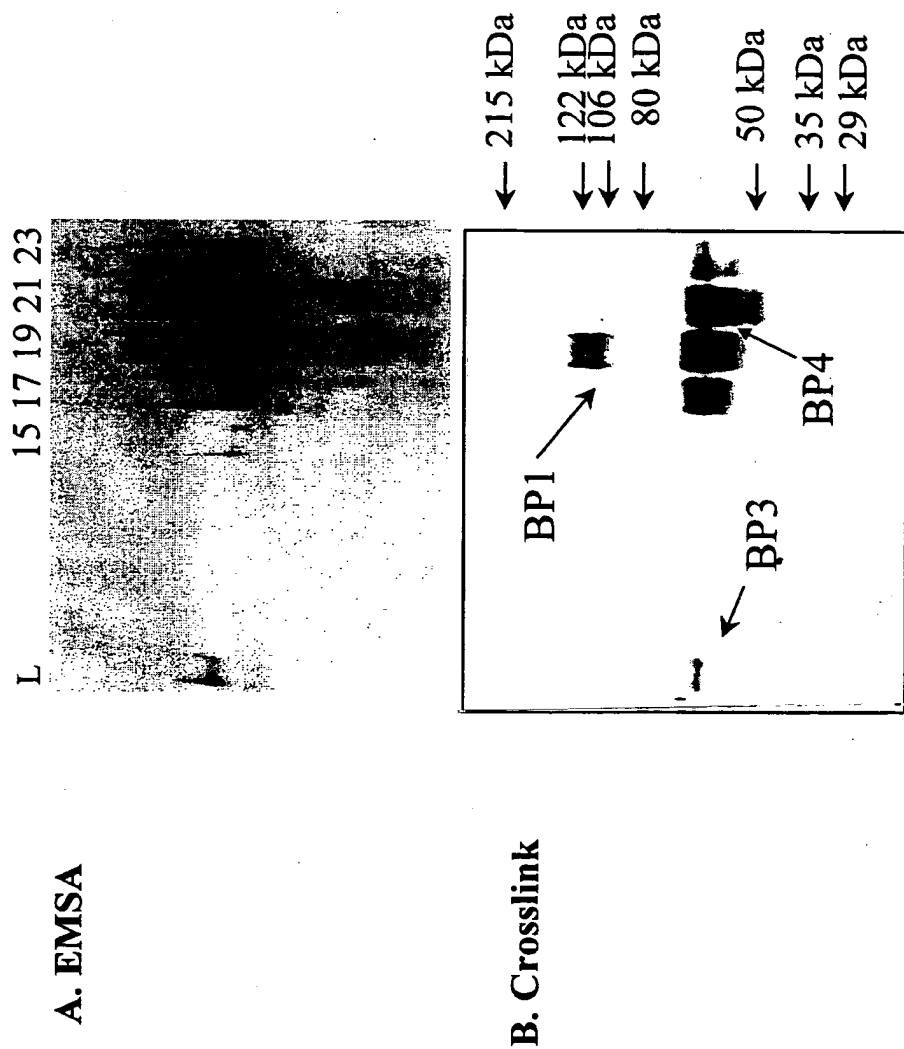 A. EMSA
L 15 17 19 21 23
B. Crosslink
BP1
BP3
BP4
215 kDa
122 kDa
106 kDa
80 kDa
50 kDa
35 kDa
29 kDa